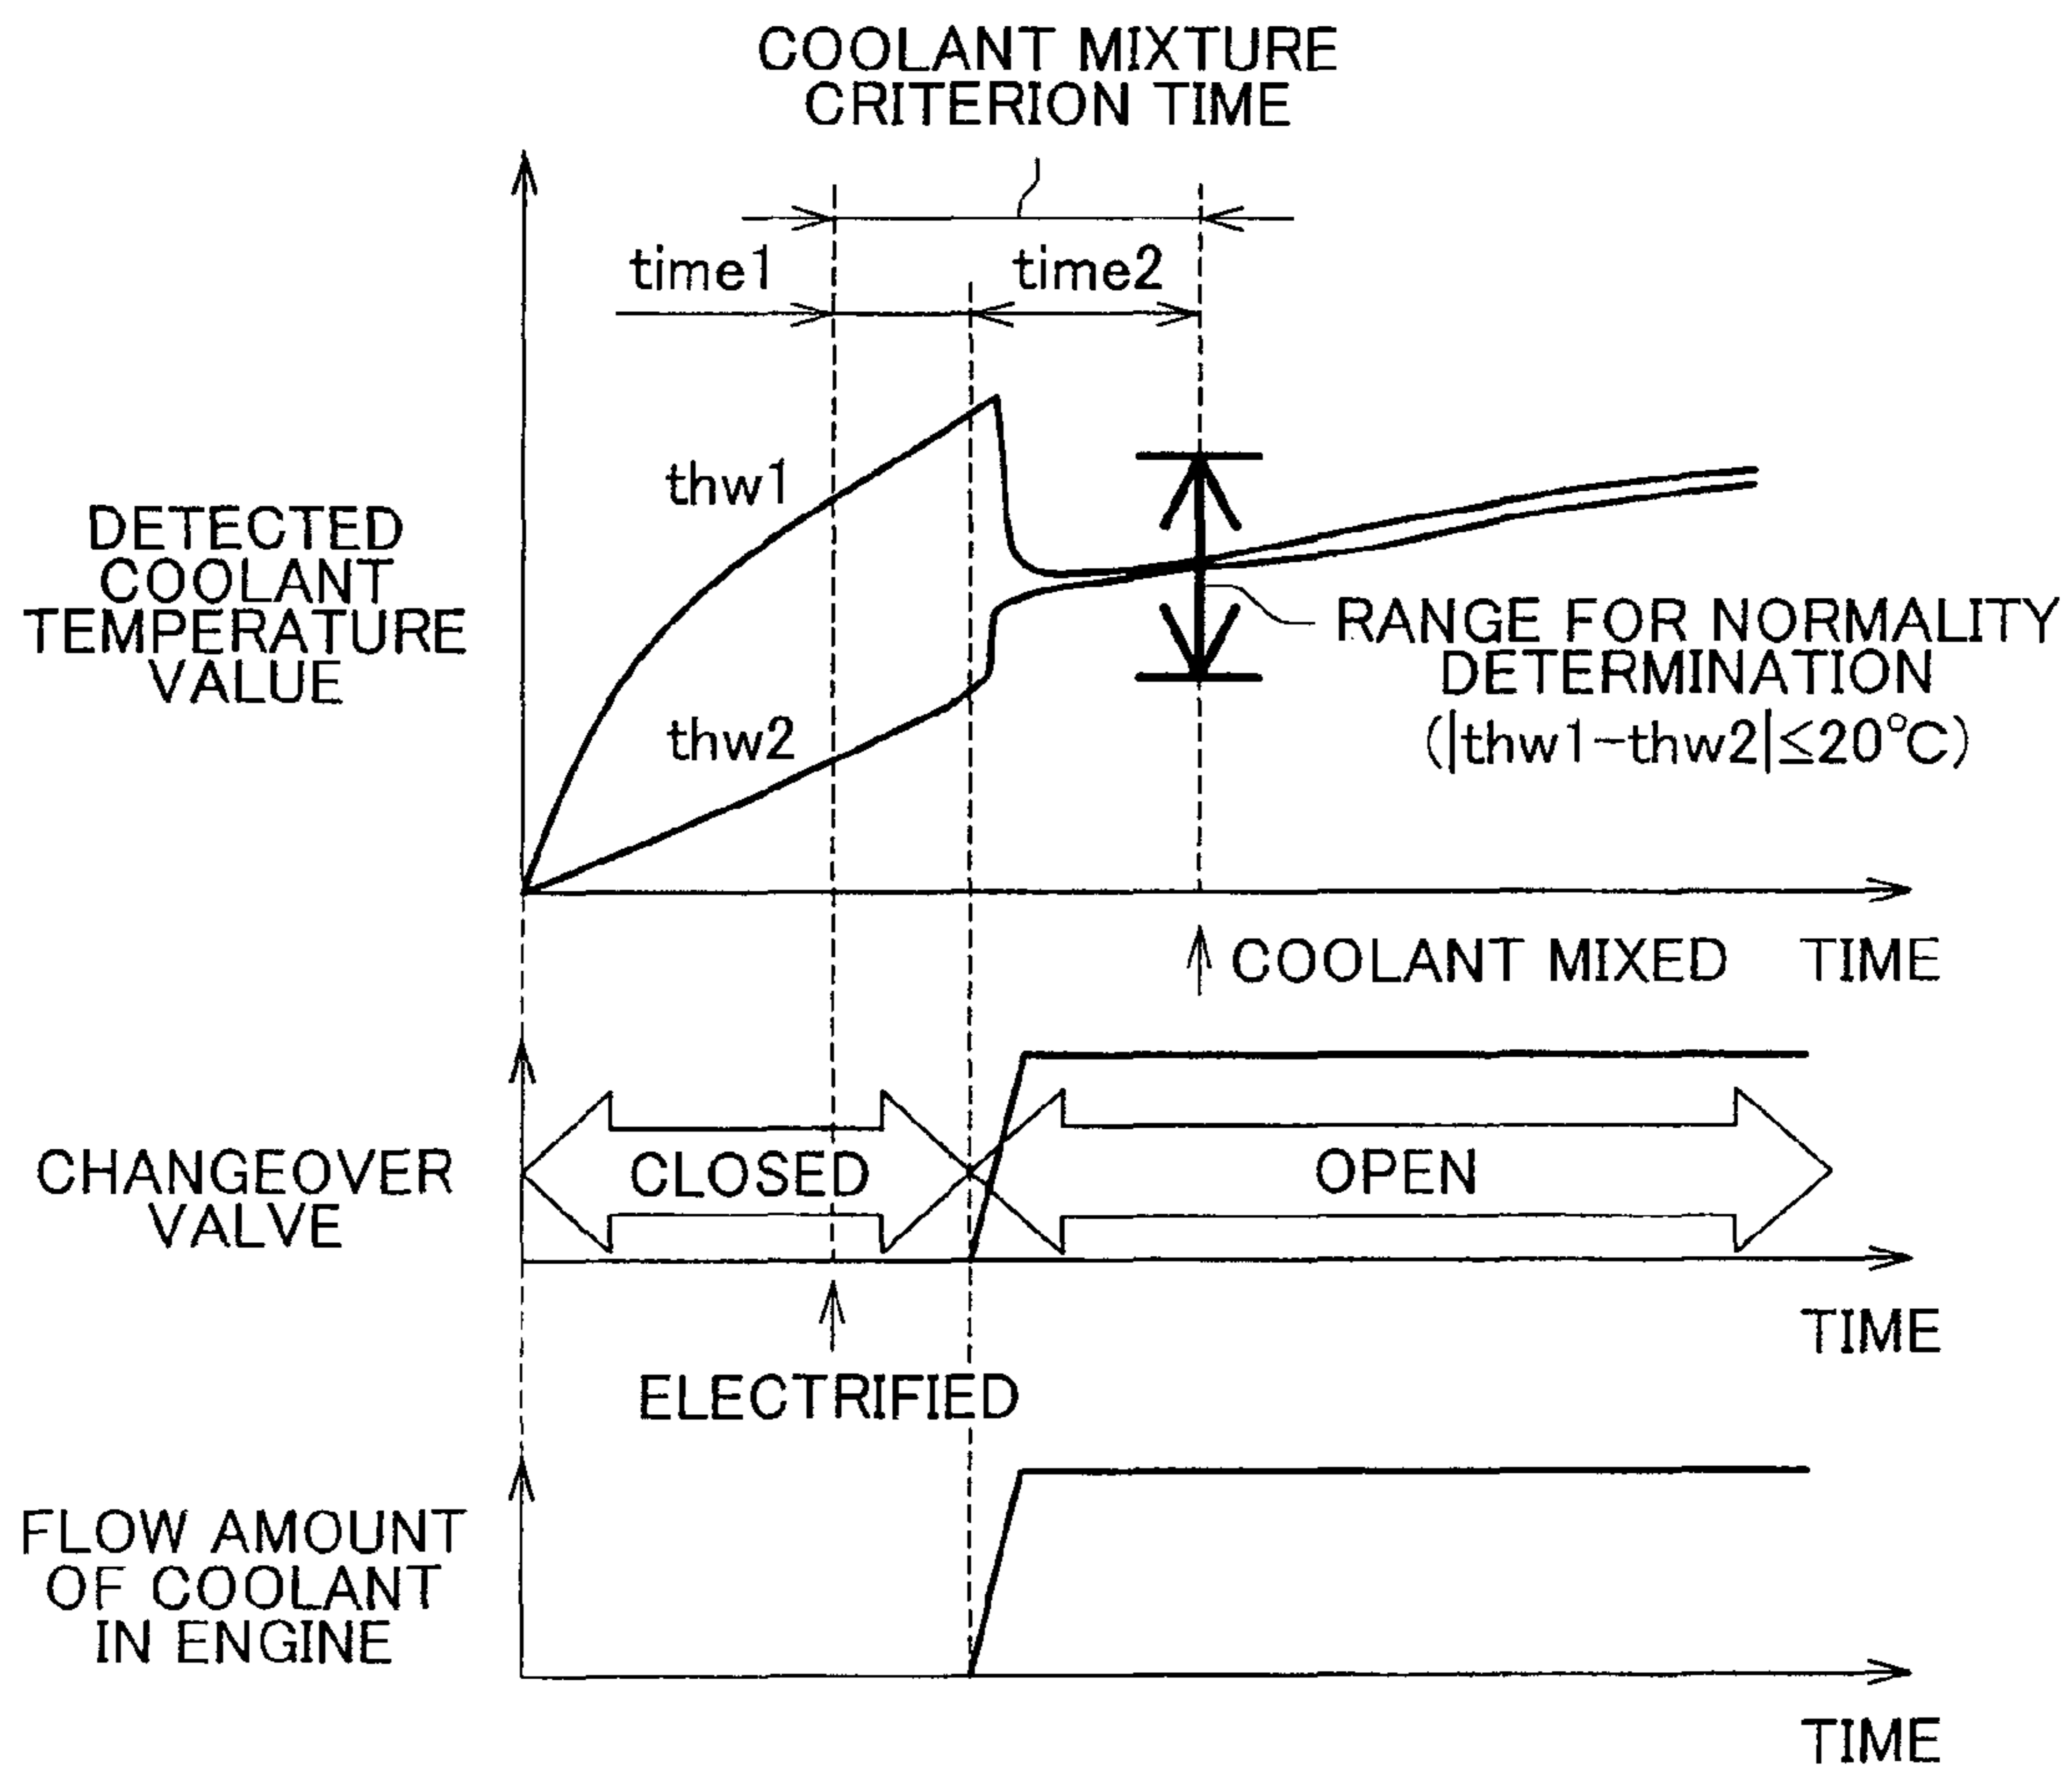 COOLANT MIXTURE
CRITERION TIME
time1
time2
thw1
DETECTED
COOLANT
TEMPERATURE
VALUE
thw2
RANGE FOR NORMALITY
DETERMINATION
(|thw1-thw2|≤20°C)
COOLANT MIXED
TIME
CHANGEOVER
VALVE
CLOSED
OPEN
TIME
ELECTRIFIED
FLOW AMOUNT
OF COOLANT
IN ENGINE
TIME